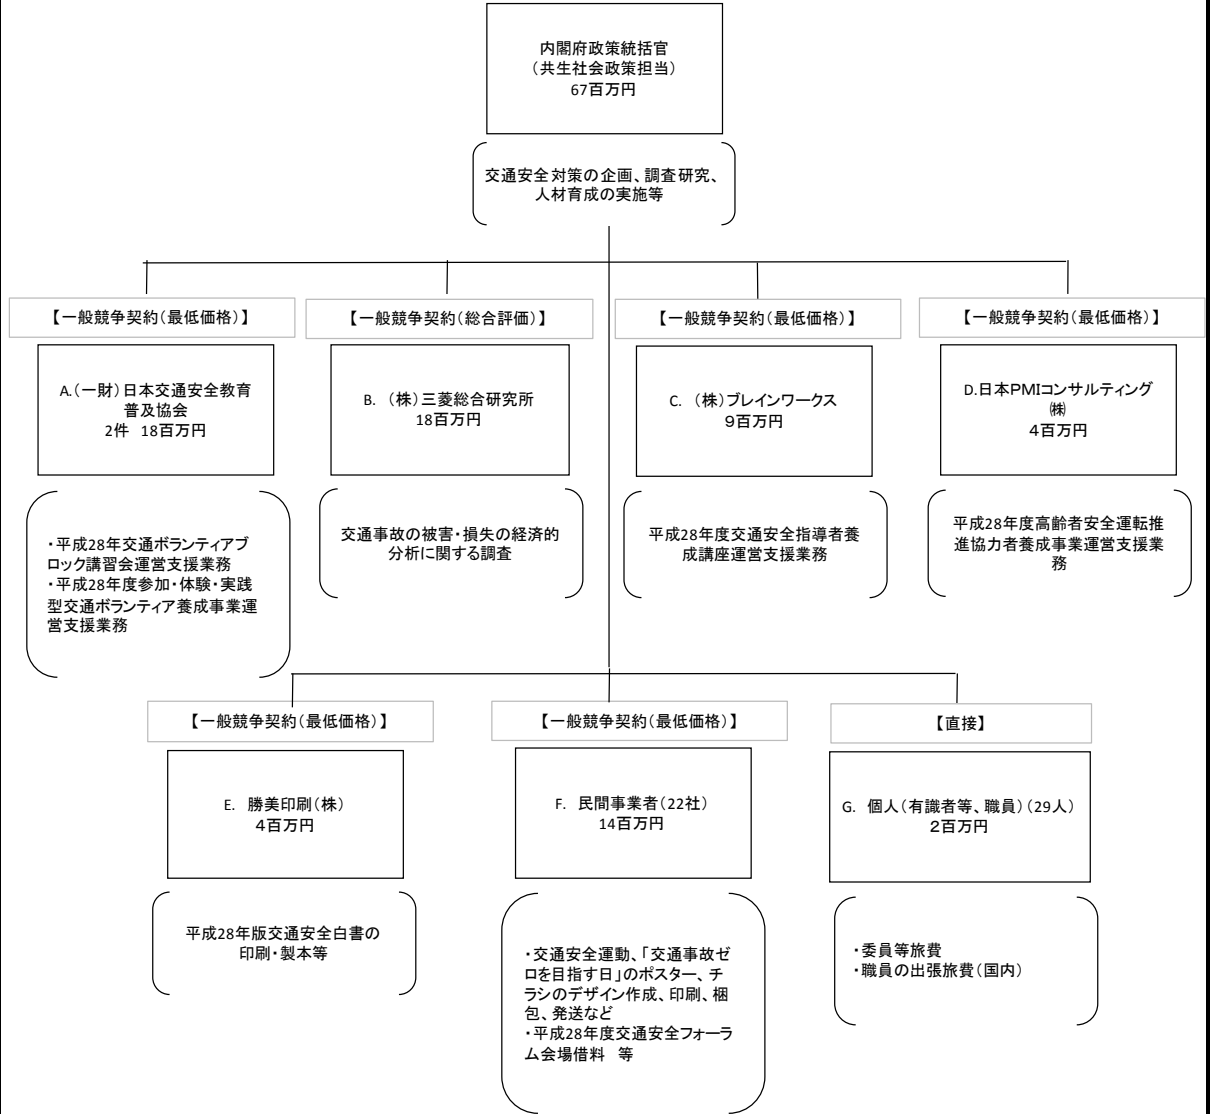 内閣府政策統括官
（共生社会政策担当）
67百万円
交通安全対策の企画、調査研究、
人材育成の実施等
【一般競争契約（最低価格）】
【一般競争契約（総合評価）】
【一般競争契約（最低価格）】
【一般競争契約（最低価格）】
A.（一財）日本交通安全教育
普及協会
2件　18百万円
B.　（株）三菱総合研究所
18百万円
C.　（株）ブレインワークス
９百万円
D.日本PMIコンサルティング
㈱
４百万円
・平成28年交通ボランティアブ
ロック講習会運営支援業務
・平成28年度参加・体験・実践
型交通ボランティア養成事業運
営支援業務
交通事故の被害・損失の経済的
分析に関する調査
平成28年度交通安全指導者養
成講座運営支援業務
平成28年度高齢者安全運転推
進協力者養成事業運営支援業
務
【一般競争契約（最低価格）】
【一般競争契約（最低価格）】
【直接】
E.　勝美印刷（株）
４百万円
F.　民間事業者（22社）
14百万円
G.　個人（有識者等、職員）（29人）
２百万円
平成28年版交通安全白書の
印刷・製本等
・交通安全運動、「交通事故ゼ
ロを目指す日」のポスター、チ
ラシのデザイン作成、印刷、梱
包、発送など
・平成28年度交通安全フォーラ
ム会場借料　等
・委員等旅費
・職員の出張旅費（国内）